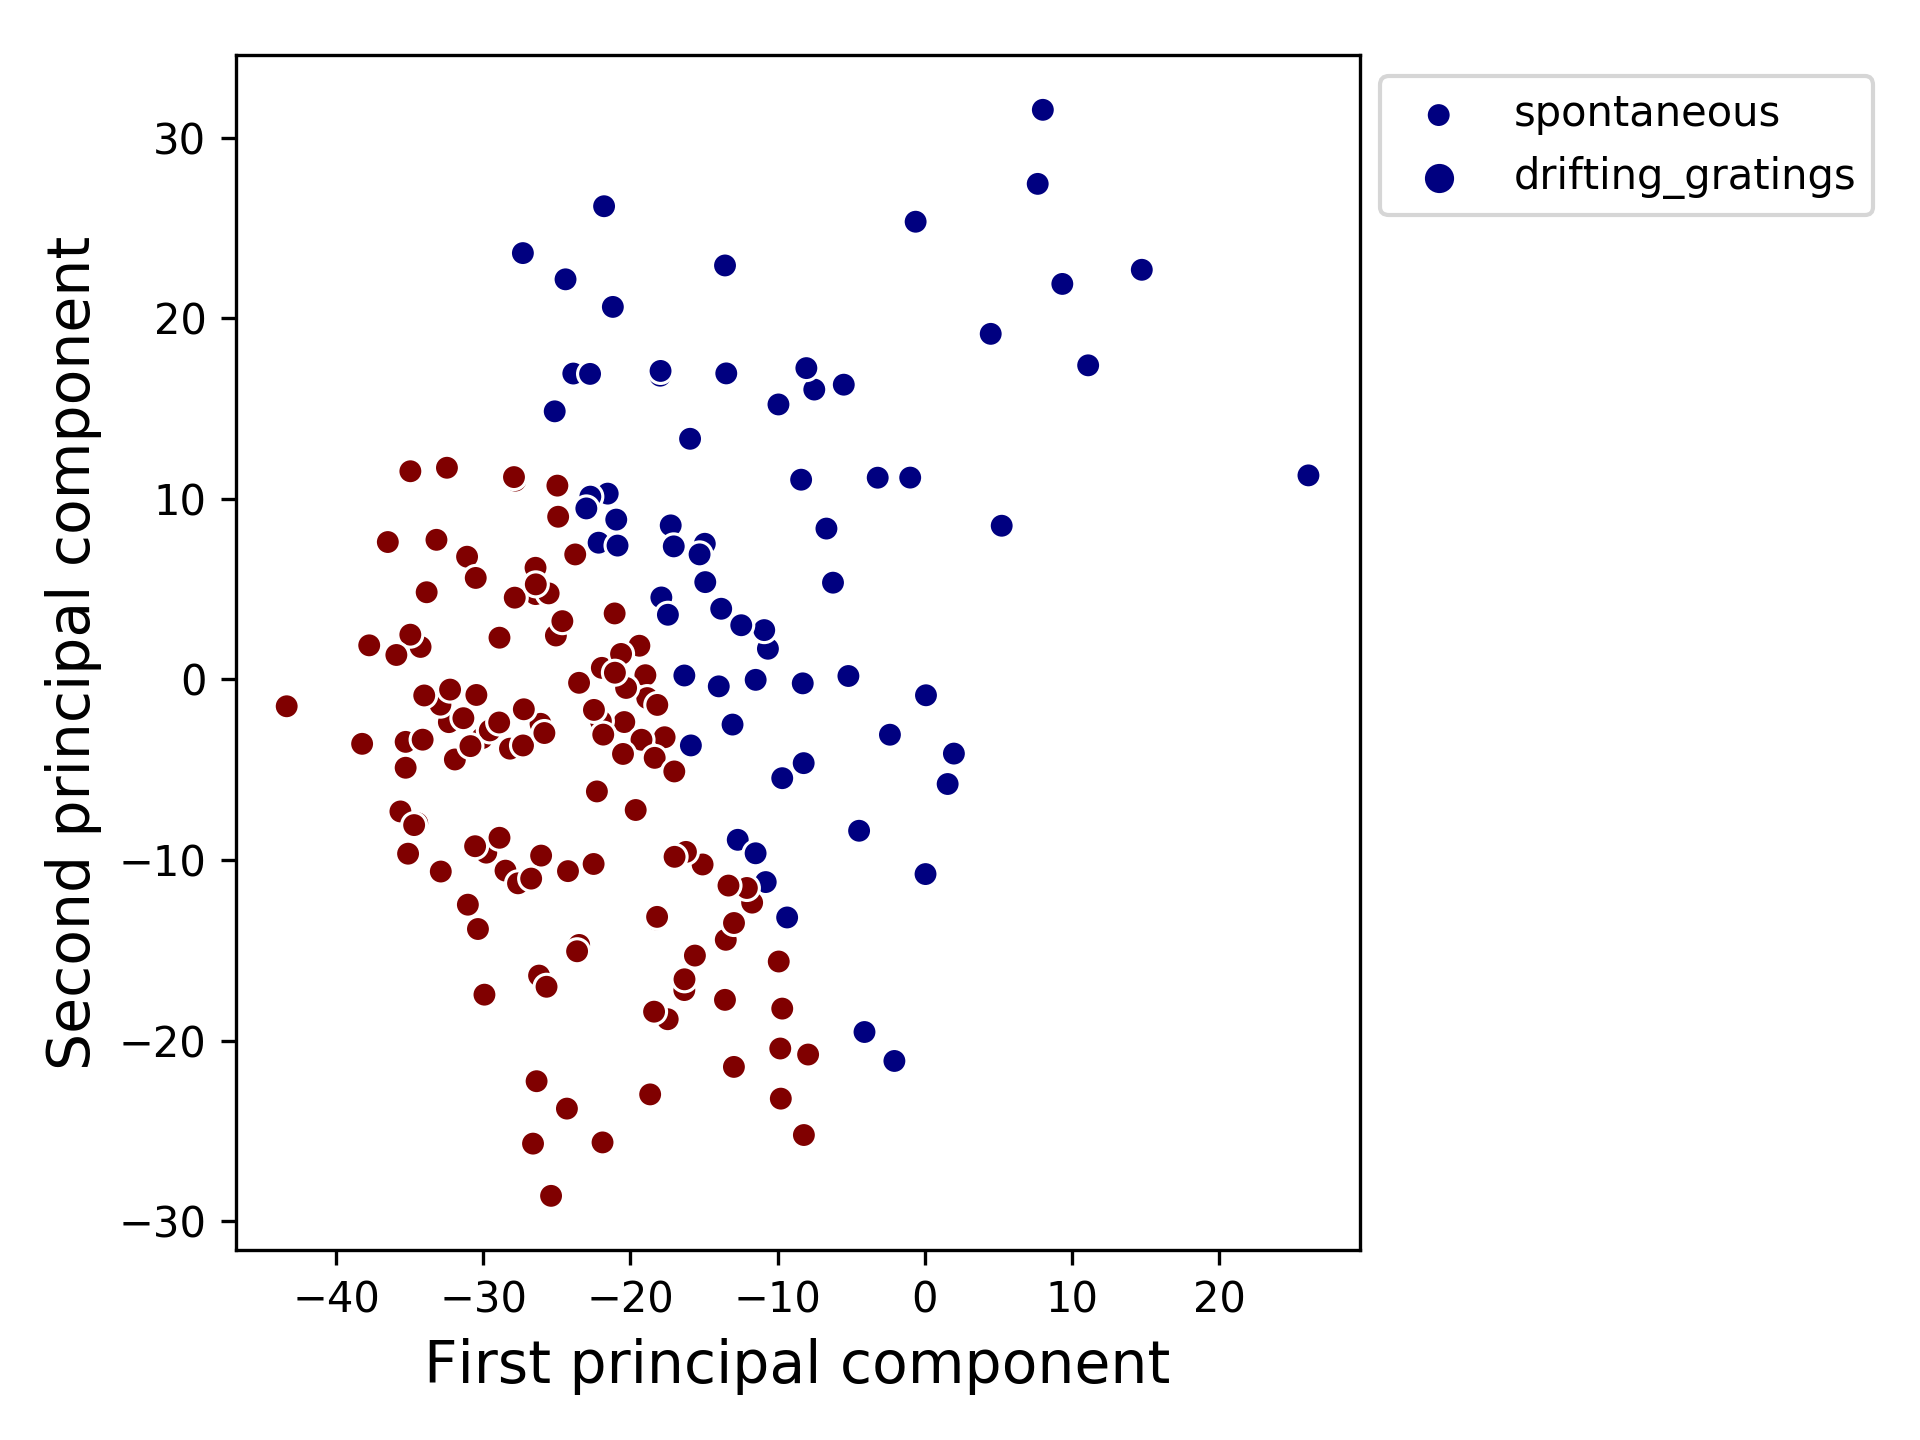 spontaneous
drifting_gratings
30
20
10
0
−10
−20
−30
Second principal component
−40 −30 −20 −10 0 10 20
First principal component